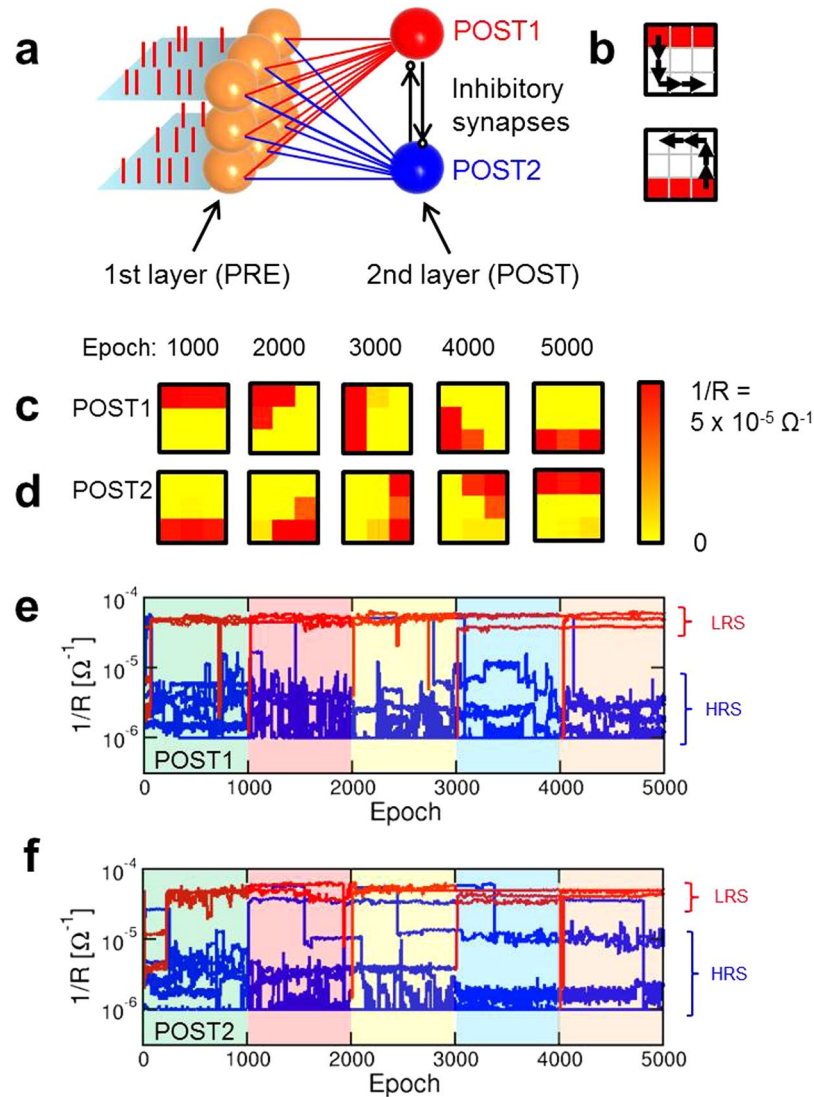 a
POST1
b
Inhibitory
synapses
POST2
1st layer (PRE)
2nd layer (POST)
Epoch: 1000 2000 3000 4000 5000
c
POST1
1/R =
5 x 10⁻⁵ Ω⁻¹
d
POST2
0
e
10⁻⁴
LRS
10⁻⁵
1/R [Ω⁻¹]
HRS
10⁻⁶
POST1
0 1000 2000 3000 4000 5000
Epoch
f
10⁻⁴
LRS
10⁻⁵
1/R [Ω⁻¹]
HRS
10⁻⁶
POST2
0 1000 2000 3000 4000 5000
Epoch